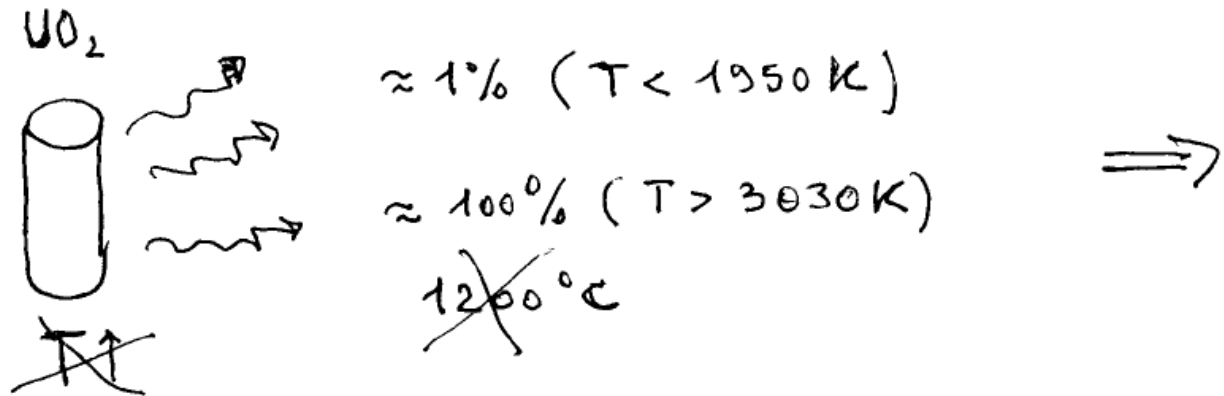 UO₂
≈ 1% (T < 1950 K)
≈ 100% (T > 3030 K)
1200 °C
T↑